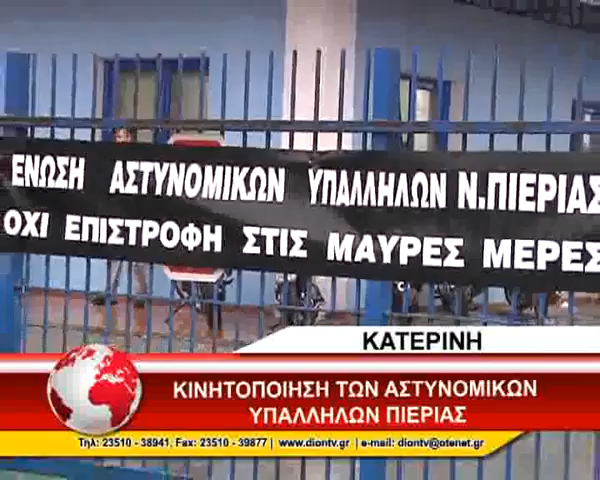 ΕΝΩΣΗ ΑΣΤΥΝΟΜΙΚΩΝ ΥΠΑΛΛΗΛΩΝ Ν.ΠΙΕΡΙΑΣ
ΟΧΙ ΕΠΙΣΤΡΟΦΗ ΣΤΙΣ ΜΑΥΡΕΣ ΜΕΡΕΣ
ΚΑΤΕΡΙΝΗ
ΚΙΝΗΤΟΠΟΙΗΣΗ ΤΩΝ ΑΣΤΥΝΟΜΙΚΩΝ
ΥΠΑΛΛΗΛΩΝ ΠΙΕΡΙΑΣ
Τηλ: 23510 - 38941, Fax: 23510 - 39877 | www.diontv.gr | e-mail: diontv@otenet.gr